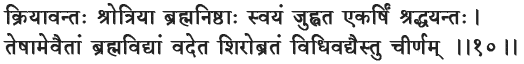 क्रियावन्तः श्रोत्रिया ब्रह्मनिष्ठाः स्वयं जुह्वत एकर्षिं श्रद्धयन्तः ।
तेषामेवैतां ब्रह्मविद्यां वदेत शिरोव्रतं विधिवद्यैस्तु चीर्णम् ।।१०।।